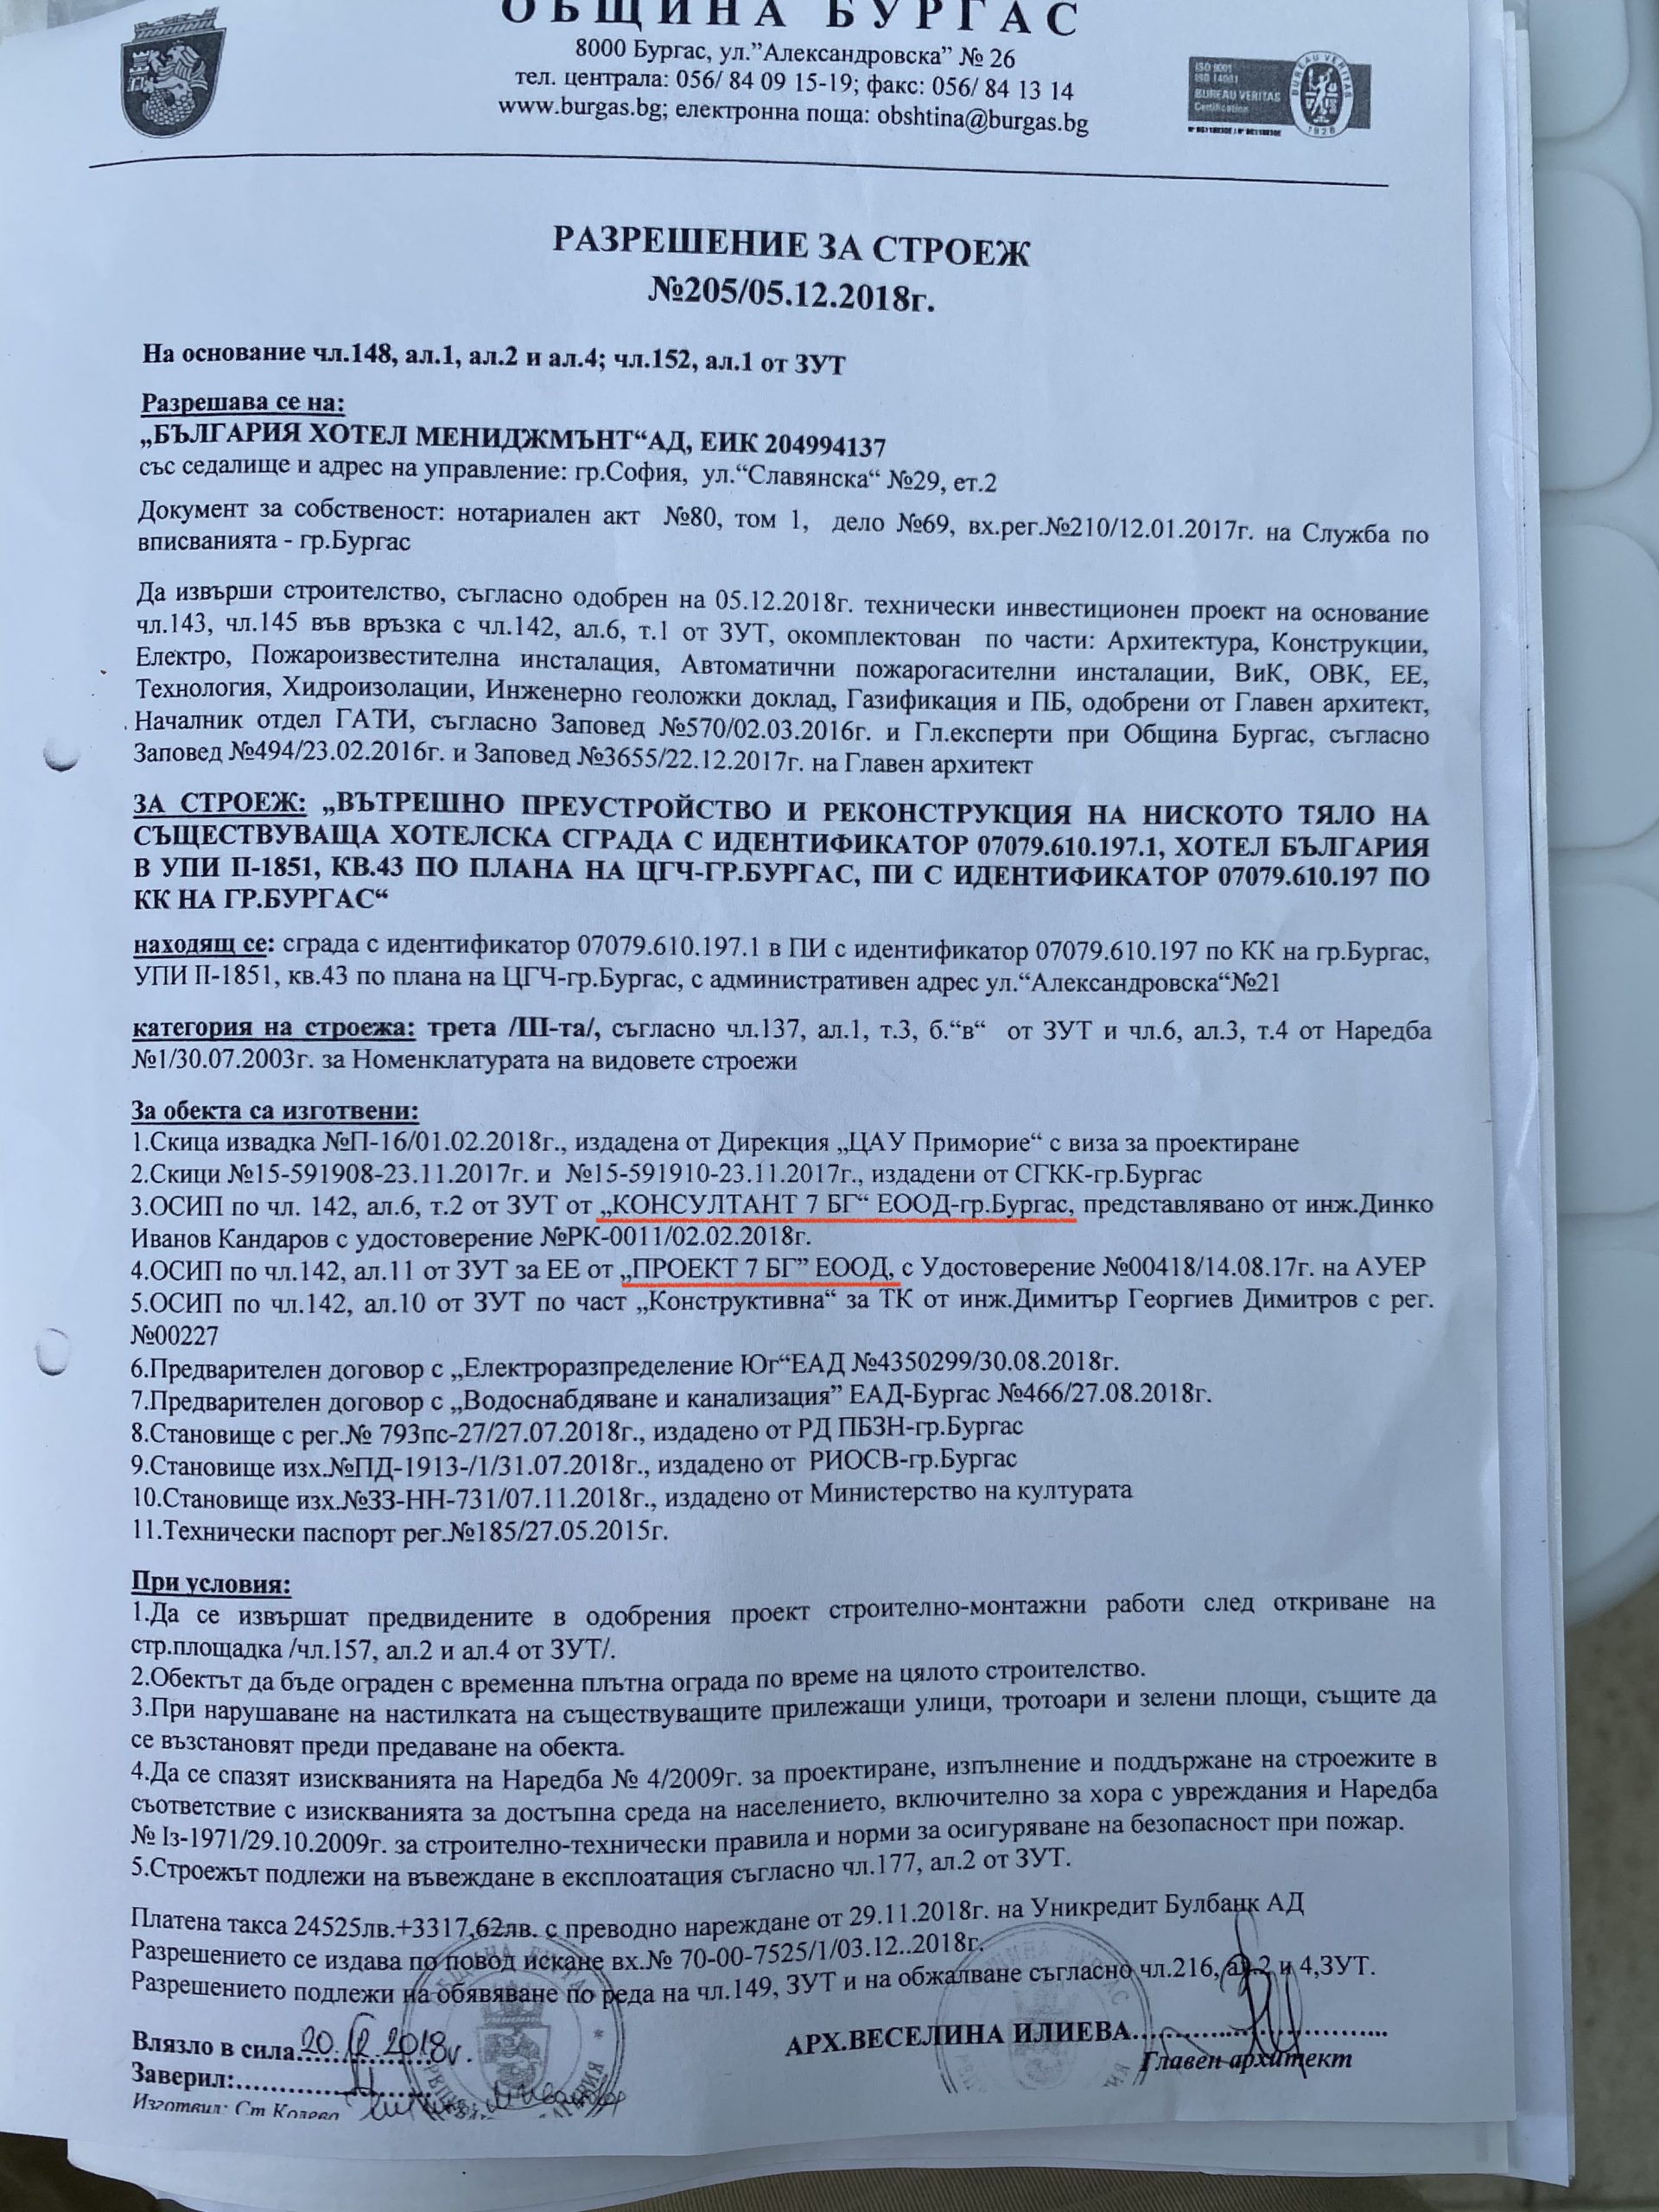 ОБЩИНА БУРГАС
8000 Бургас, ул.”Александровска” № 26
тел. централа: 056/ 84 09 15-19; факс: 056/ 84 13 14
www.burgas.bg; електронна поща: obshtina@burgas.bg
ISO 9001
ISO 14001
BUREAU VERITAS
Certification
BUREAU VERITAS
1828
РАЗРЕШЕНИЕ ЗА СТРОЕЖ
№205/05.12.2018г.
На основание чл.148, ал.1, ал.2 и ал.4; чл.152, ал.1 от ЗУТ
Разрешава се на:
„БЪЛГАРИЯ ХОТЕЛ МЕНИДЖМЪНТ“АД, ЕИК 204994137
със седалище и адрес на управление: гр.София, ул.“Славянска“ №29, ет.2
Документ за собственост: нотариален акт №80, том 1, дело №69, вх.рег.№210/12.01.2017г. на Служба по
вписванията - гр.Бургас
Да извърши строителство, съгласно одобрен на 05.12.2018г. технически инвестиционен проект на основание
чл.143, чл.145 във връзка с чл.142, ал.6, т.1 от ЗУТ, окомплектован по части: Архитектура, Конструкции,
Електро, Пожароизвестителна инсталация, Автоматични пожарогасителни инсталации, ВиК, ОВК, ЕЕ,
Технология, Хидроизолации, Инженерно геоложки доклад, Газификация и ПБ, одобрени от Главен архитект,
Началник отдел ГАТИ, съгласно Заповед №570/02.03.2016г. и Гл.експерти при Община Бургас, съгласно
Заповед №494/23.02.2016г. и Заповед №3655/22.12.2017г. на Главен архитект
ЗА СТРОЕЖ: „ВЪТРЕШНО ПРЕУСТРОЙСТВО И РЕКОНСТРУКЦИЯ НА НИСКОТО ТЯЛО НА
СЪЩЕСТВУВАЩА ХОТЕЛСКА СГРАДА С ИДЕНТИФИКАТОР 07079.610.197.1, ХОТЕЛ БЪЛГАРИЯ
В УПИ II-1851, КВ.43 ПО ПЛАНА НА ЦГЧ-ГР.БУРГАС, ПИ С ИДЕНТИФИКАТОР 07079.610.197 ПО
КК НА ГР.БУРГАС“
находящ се: сграда с идентификатор 07079.610.197.1 в ПИ с идентификатор 07079.610.197 по КК на гр.Бургас,
УПИ II-1851, кв.43 по плана на ЦГЧ-гр.Бургас, с административен адрес ул.“Александровска“№21
категория на строежа: трета /III-та/, съгласно чл.137, ал.1, т.3, б.“в“ от ЗУТ и чл.6, ал.3, т.4 от Наредба
№1/30.07.2003г. за Номенклатурата на видовете строежи
За обекта са изготвени:
1.Скица извадка №П-16/01.02.2018г., издадена от Дирекция „ЦАУ Приморие“ с виза за проектиране
2.Скици №15-591908-23.11.2017г. и №15-591910-23.11.2017г., издадени от СГКК-гр.Бургас
3.ОСИП по чл. 142, ал.6, т.2 от ЗУТ от „КОНСУЛТАНТ 7 БГ“ ЕООД-гр.Бургас, представлявано от инж.Динко
Иванов Кандаров с удостоверение №РК-0011/02.02.2018г.
4.ОСИП по чл.142, ал.11 от ЗУТ за ЕЕ от „ПРОЕКТ 7 БГ” ЕООД, с Удостоверение №00418/14.08.17г. на АУЕР
5.ОСИП по чл.142, ал.10 от ЗУТ по част „Конструктивна“ за ТК от инж.Димитър Георгиев Димитров с рег.
№00227
6.Предварителен договор с „Електроразпределение Юг“ЕАД №4350299/30.08.2018г.
7.Предварителен договор с „Водоснабдяване и канализация” ЕАД-Бургас №466/27.08.2018г.
8.Становище с рег.№ 793пс-27/27.07.2018г., издадено от РД ПБЗН-гр.Бургас
9.Становище изх.№ПД-1913-/1/31.07.2018г., издадено от РИОСВ-гр.Бургас
10.Становище изх.№ЗЗ-НН-731/07.11.2018г., издадено от Министерство на културата
11.Технически паспорт рег.№185/27.05.2015г.
При условия:
1.Да се извършат предвидените в одобрения проект строително-монтажни работи след откриване на
стр.площадка /чл.157, ал.2 и ал.4 от ЗУТ/.
2.Обектът да бъде ограден с временна плътна ограда по време на цялото строителство.
3.При нарушаване на настилката на съществуващите прилежащи улици, тротоари и зелени площи, същите да
се възстановят преди предаване на обекта.
4.Да се спазят изискванията на Наредба № 4/2009г. за проектиране, изпълнение и поддържане на строежите в
съответствие с изискванията за достъпна среда на населението, включително за хора с увреждания и Наредба
№ Iз-1971/29.10.2009г. за строително-технически правила и норми за осигуряване на безопасност при пожар.
5.Строежът подлежи на въвеждане в експлоатация съгласно чл.177, ал.2 от ЗУТ.
Платена такса 24525лв.+3317,62лв. с преводно нареждане от 29.11.2018г. на Уникредит Булбанк АД
Разрешението се издава по повод искане вх.№ 70-00-7525/1/03.12..2018г.
Разрешението подлежи на обявяване по реда на чл.149, ЗУТ и на обжалване съгласно чл.216, ал.2 и 4,ЗУТ.
Влязло в сила 20.12.2018г.
АРХ.ВЕСЕЛИНА ИЛИЕВА
Главен архитект
Заверил:
Изготвил: Ст Колева